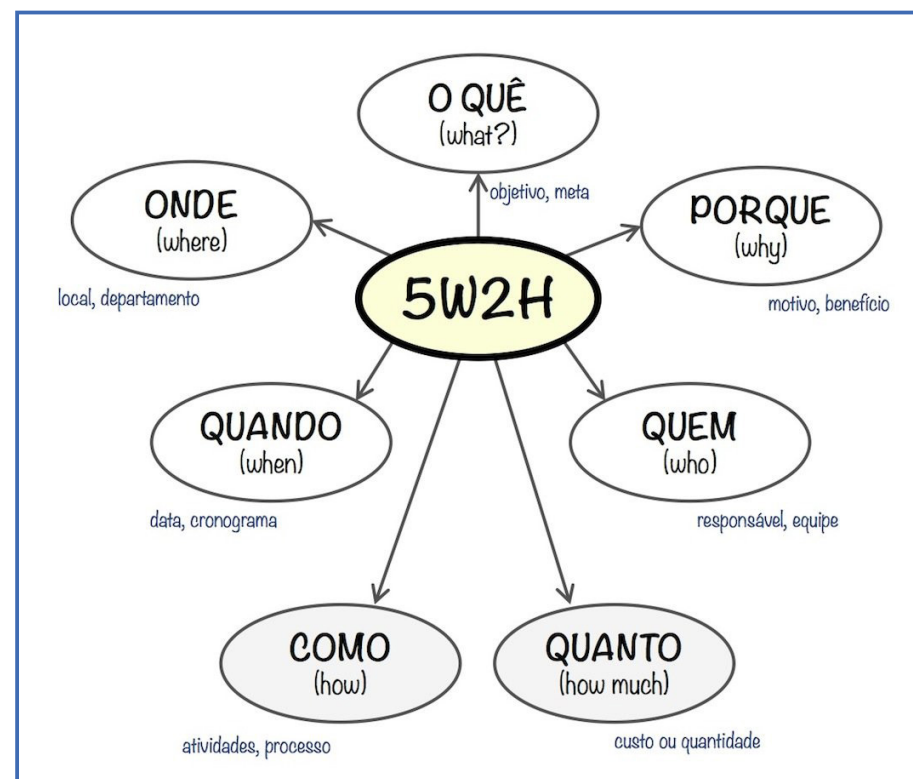 O QUÊ
(what?)
objetivo, meta
ONDE
(where)
local, departamento
PORQUE
(why)
motivo, benefício
5W2H
QUANDO
(when)
data, cronograma
QUEM
(who)
responsável, equipe
COMO
(how)
atividades, processo
QUANTO
(how much)
custo ou quantidade